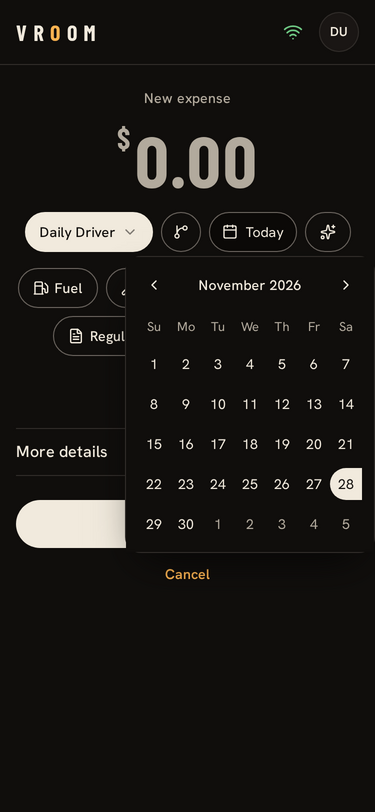 VROOM
DU
New expense
$0.00
Daily Driver
Today
Fuel
Regul
November 2026
Su Mo Tu We Th Fr Sa
1 2 3 4 5 6 7
8 9 10 11 12 13 14
15 16 17 18 19 20 21
22 23 24 25 26 27 28
29 30 1 2 3 4 5
More details
Cancel